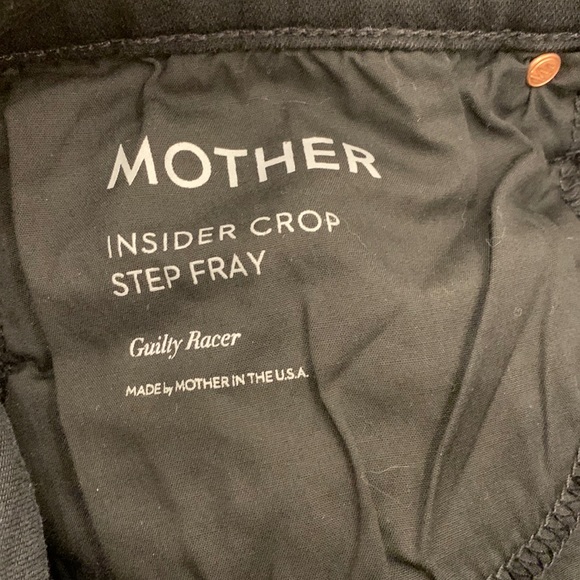 MOTHER
INSIDER CROP
STEP FRAY
Guilty Racer
MADE by MOTHER IN THE U.S.A.